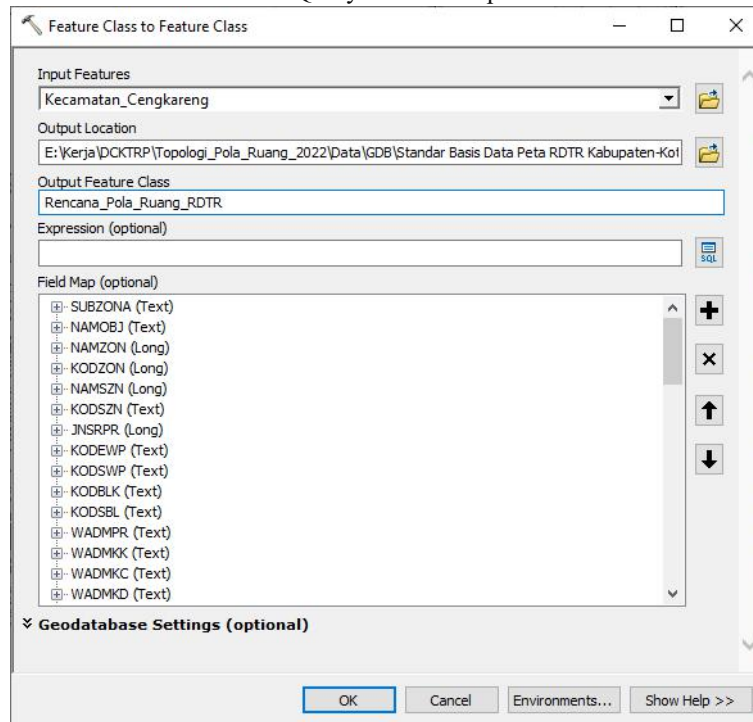 Feature Class to Feature Class
Input Features
Kecamatan_Cengkareng
Output Location
E:\Kerja\DCKTRP\Topologi_Pola_Ruang_2022\Data\GDB\Standar Basis Data Peta RDTR Kabupaten-Kot
Output Feature Class
Rencana_Pola_Ruang_RDTR
Expression (optional)
SQL
Field Map (optional)
SUBZONA (Text)
NAMOBJ (Text)
NAMZON (Long)
KODZON (Long)
NAMSZN (Long)
KODSZN (Text)
JNSRPR (Long)
KODEWP (Text)
KODSWP (Text)
KODBLK (Text)
KODSBL (Text)
WADMPR (Text)
WADMKK (Text)
WADMKC (Text)
WADMKD (Text)
Geodatabase Settings (optional)
OK Cancel Environments... Show Help >>